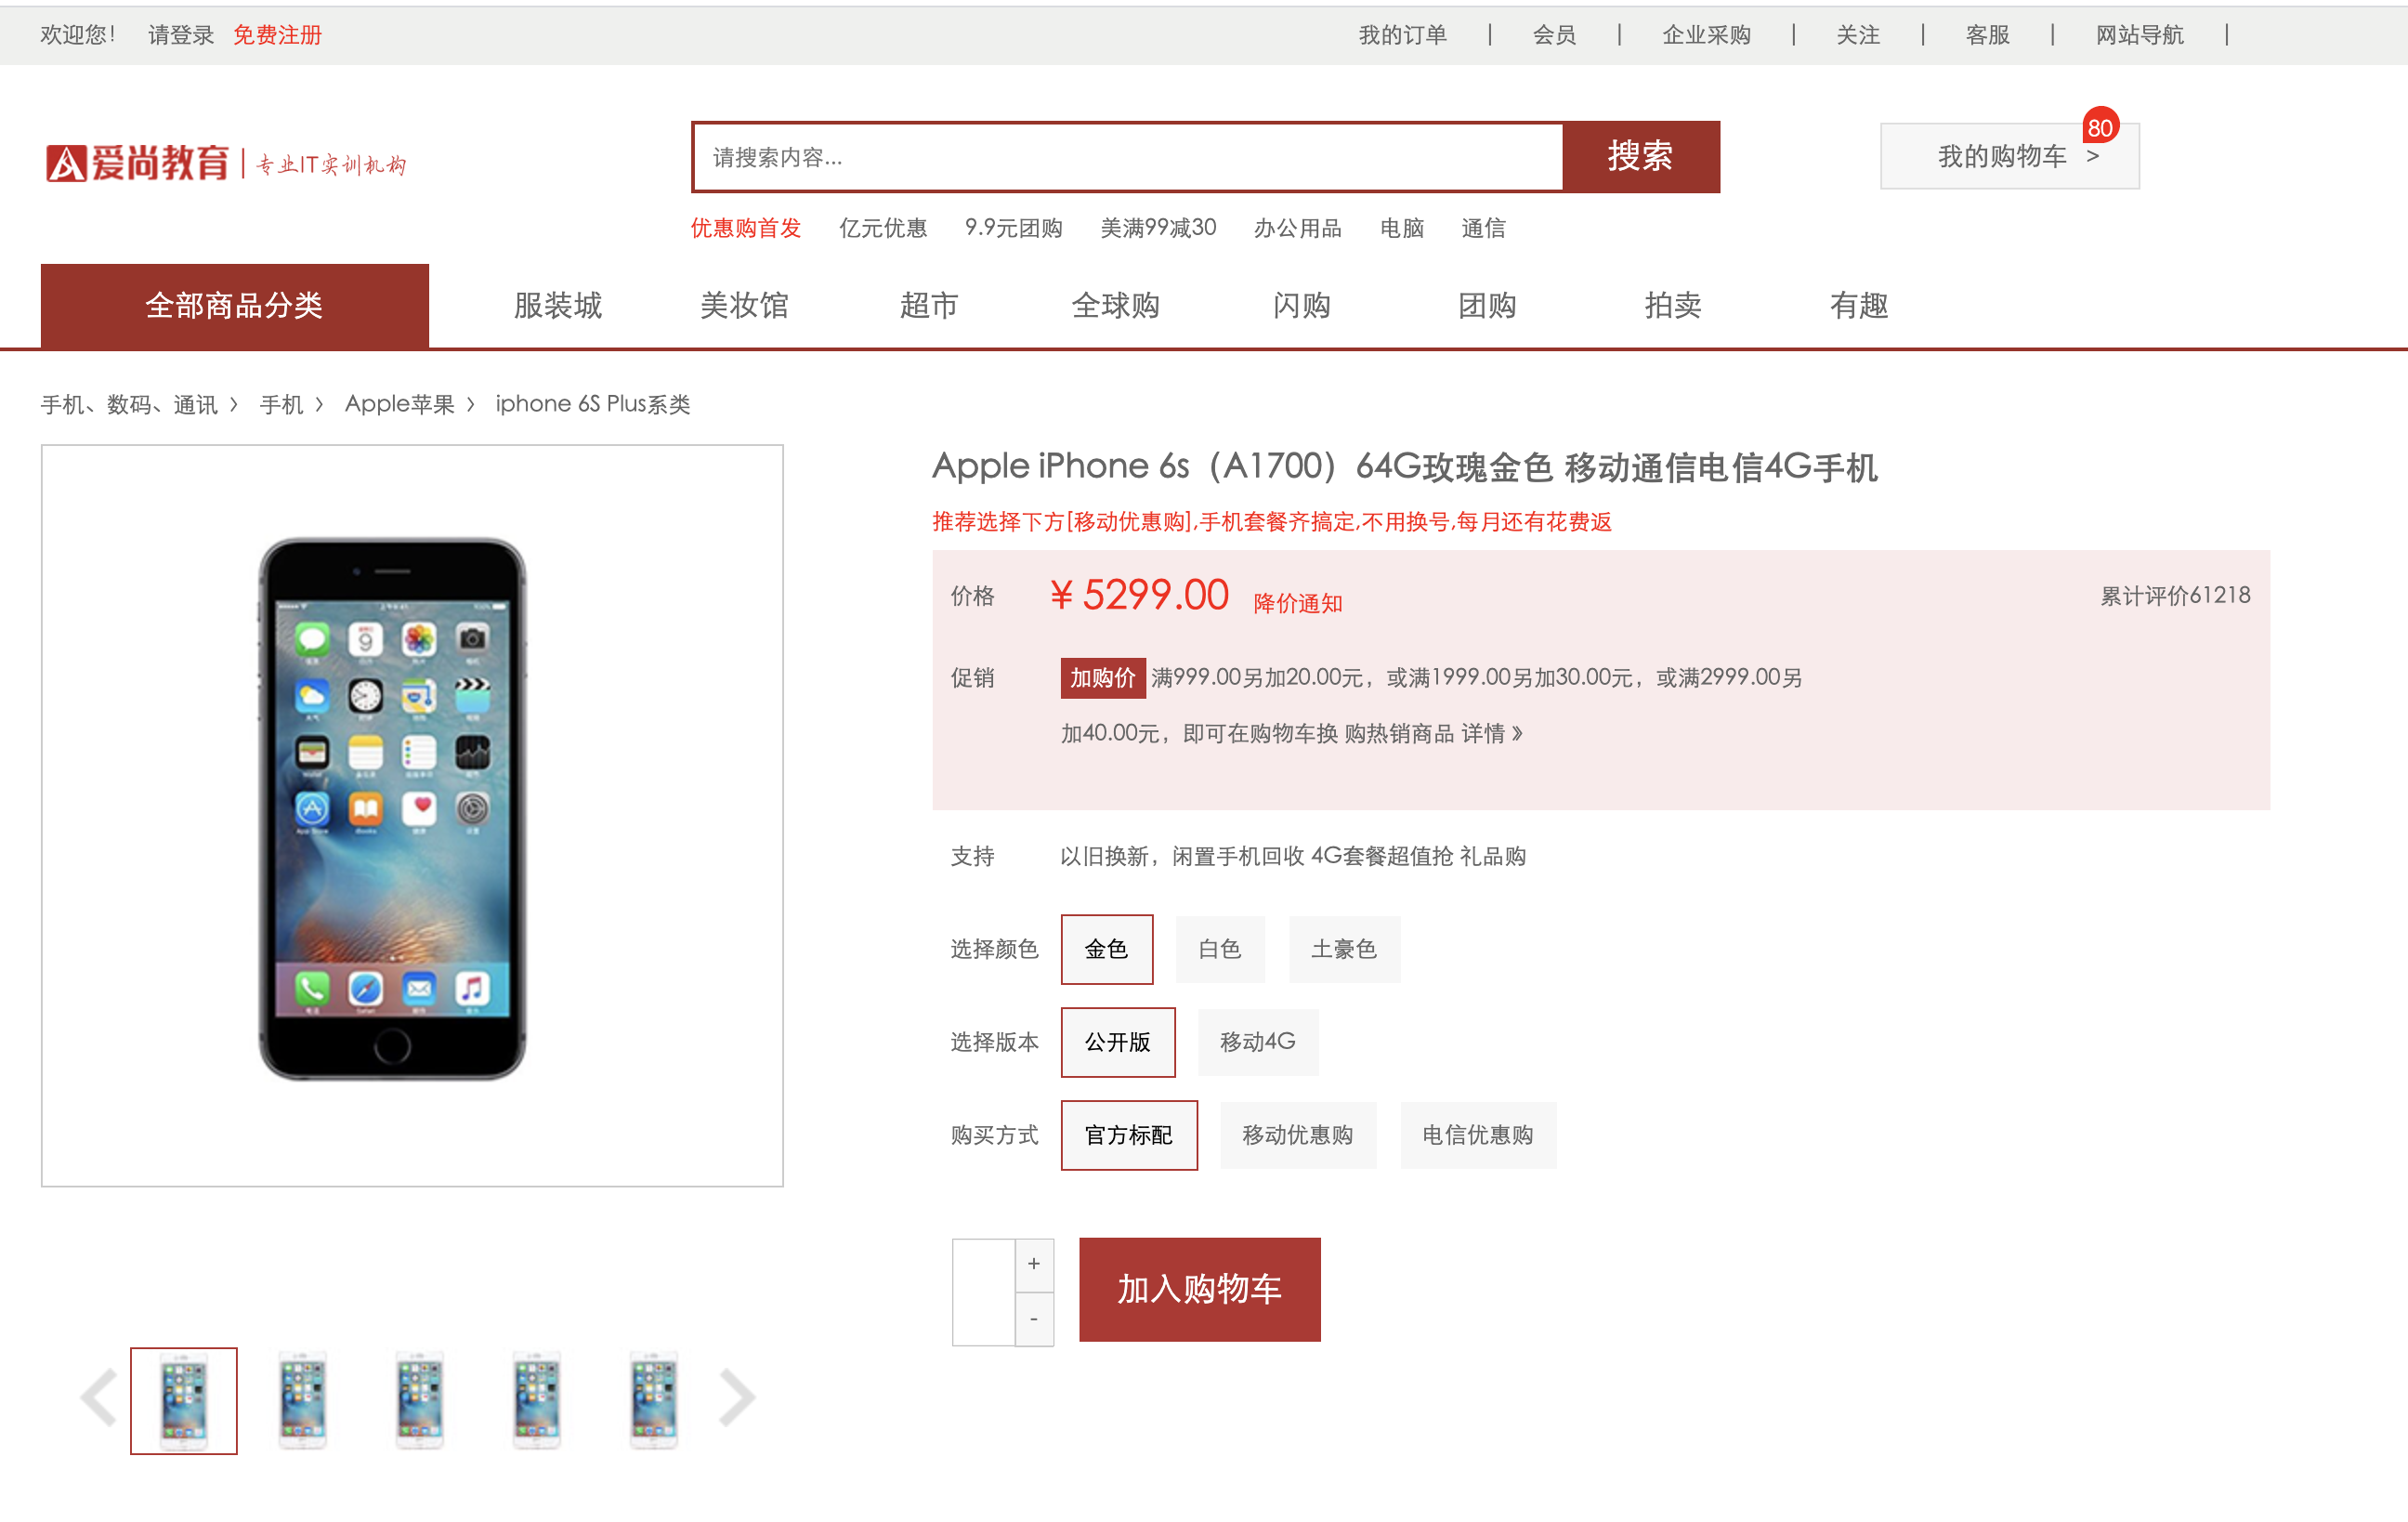 欢迎您！ 请登录 免费注册 我的订单 | 会员 | 企业采购 | 关注 | 客服 | 网站导航 |
爱尚教育 | 专业IT实训机构
请搜索内容... 搜索
我的购物车 > 80
优惠购首发 亿元优惠 9.9元团购 美满99减30 办公用品 电脑 通信
全部商品分类 服装城 美妆馆 超市 全球购 闪购 团购 拍卖 有趣
手机、数码、通讯 〉 手机 〉 Apple苹果 〉 iphone 6S Plus系类
Apple iPhone 6s（A1700）64G玫瑰金色 移动通信电信4G手机
推荐选择下方[移动优惠购],手机套餐齐搞定,不用换号,每月还有花费返
价格 ¥ 5299.00 降价通知 累计评价61218
促销 加购价 满999.00另加20.00元，或满1999.00另加30.00元，或满2999.00另
加40.00元，即可在购物车换 购热销商品 详情 》
支持 以旧换新，闲置手机回收 4G套餐超值抢 礼品购
选择颜色 金色 白色 土豪色
选择版本 公开版 移动4G
购买方式 官方标配 移动优惠购 电信优惠购
+
加入购物车
-
9